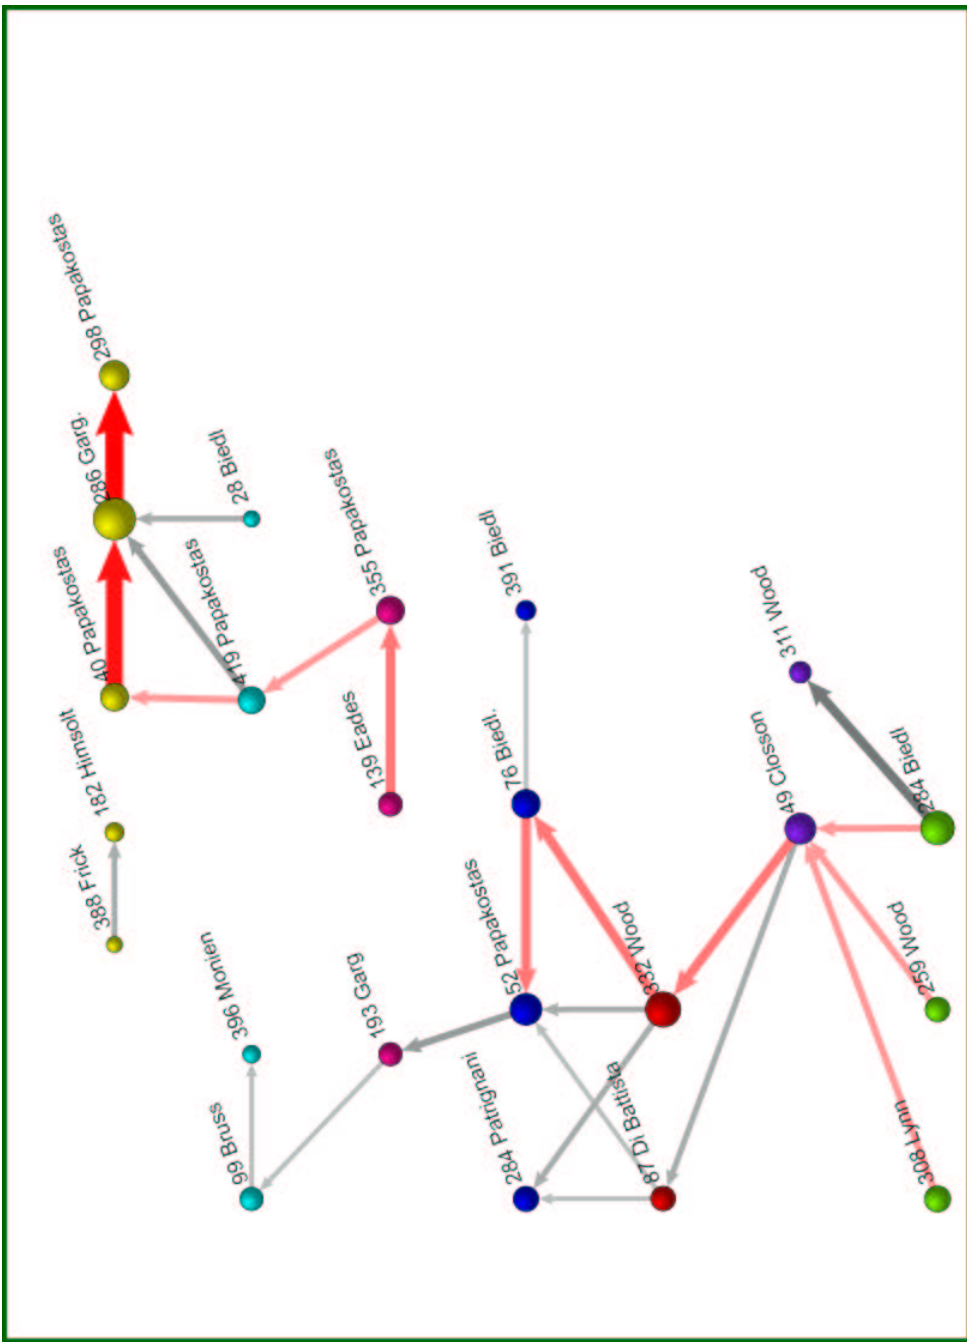 298 Papakostas
286 Garg.
28 Biedl
40 Papakostas
419 Papakostas
355 Papakostas
182 Himsolt
139 Eades
388 Frick
391 Biedl
76 Biedl.
311 Wood
49 Closson
284 Biedl
396 Monien
193 Garg
52 Papakostas
332 Wood
259 Wood
99 Bruss
284 Patrignani
87 Di Battista
308 Lynn